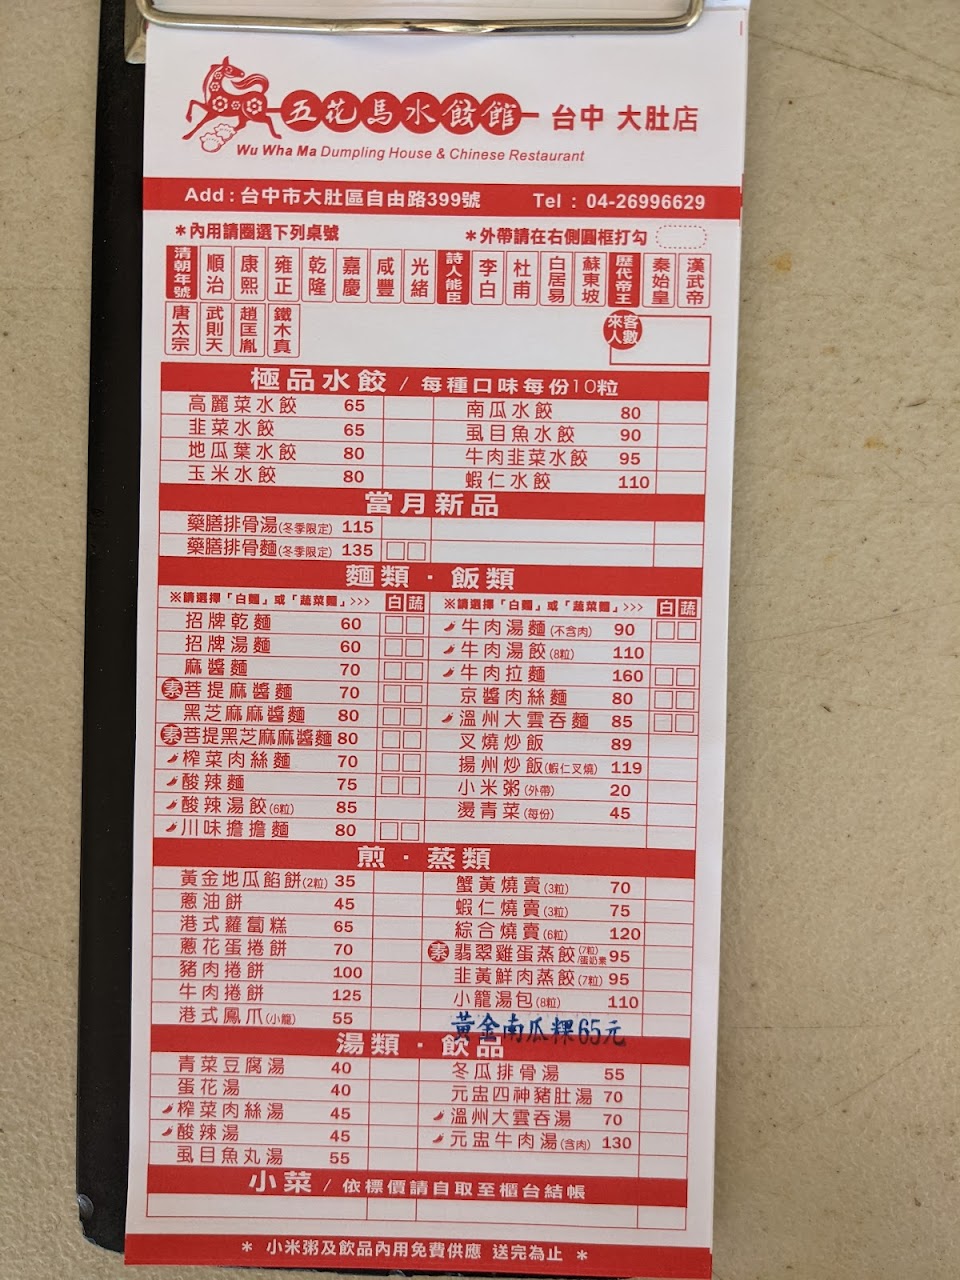 五花馬水餃館 台中 大肚店
Wu Wha Ma Dumpling House & Chinese Restaurant
Add : 台中市大肚區自由路399號 Tel : 04-26996629
*內用請圈選下列桌號 *外帶請在右側圓框打勾
清朝年號 順治 康熙 雍正 乾隆 嘉慶 咸豐 光緒 詩人能臣 李白 杜甫 白居易 蘇東坡 歷代帝王 秦始皇 漢武帝
唐太宗 武則天 趙匡胤 鐵木真 來客人數
極品水餃 / 每種口味每份10粒
高麗菜水餃 65 南瓜水餃 80
韭菜水餃 65 虱目魚水餃 90
地瓜葉水餃 80 牛肉韭菜水餃 95
玉米水餃 80 蝦仁水餃 110
當月新品
藥膳排骨湯(冬季限定) 115
藥膳排骨麵(冬季限定) 135
麵類・飯類
※請選擇「白麵」或「蔬菜麵」>>> 白 蔬 ※請選擇「白麵」或「蔬菜麵」>>> 白 蔬
招牌乾麵 60 牛肉湯麵(不含肉) 90
招牌湯麵 60 牛肉湯餃(8粒) 110
麻醬麵 70 牛肉拉麵 160
素菩提麻醬麵 70 京醬肉絲麵 80
黑芝麻麻醬麵 80 溫州大雲吞麵 85
素菩提黑芝麻麻醬麵 80 叉燒炒飯 89
榨菜肉絲麵 70 揚州炒飯(蝦仁叉燒) 119
酸辣麵 75 小米粥(外帶) 20
酸辣湯餃(6粒) 85 燙青菜(每份) 45
川味擔擔麵 80
煎・蒸類
黃金地瓜餡餅(2粒) 35 蟹黃燒賣(3粒) 70
蔥油餅 45 蝦仁燒賣(3粒) 75
港式蘿蔔糕 65 綜合燒賣(6粒) 120
蔥花蛋捲餅 70 素翡翠雞蛋蒸餃(7粒)/蛋奶素 95
豬肉捲餅 100 韭黃鮮肉蒸餃(7粒) 95
牛肉捲餅 125 小籠湯包(8粒) 110
港式鳳爪(小籠) 55 黃金南瓜粿65元
湯類・飲品
青菜豆腐湯 40 冬瓜排骨湯 55
蛋花湯 40 元盅四神豬肚湯 70
榨菜肉絲湯 45 溫州大雲吞湯 70
酸辣湯 45 元盅牛肉湯(含肉) 130
虱目魚丸湯 55
小菜 / 依標價請自取至櫃台結帳
* 小米粥及飲品內用免費供應 送完為止 *